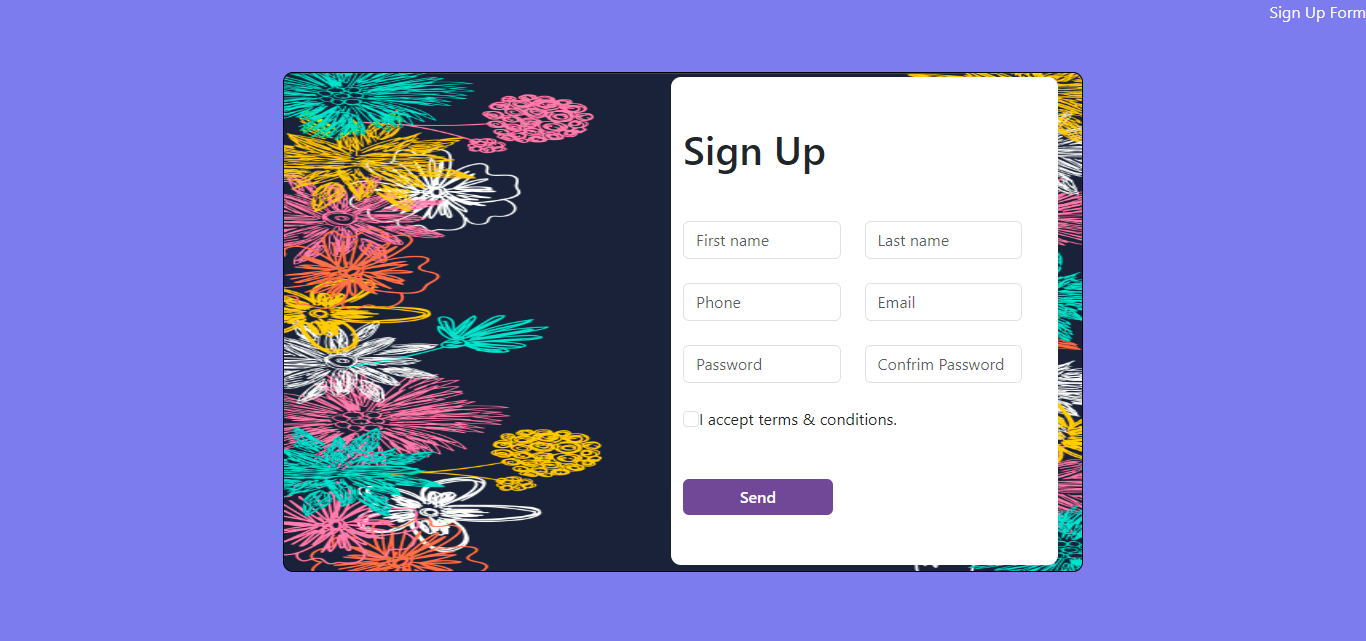 Sign Up Form
Sign Up
First name
Last name
Phone
Email
Password
Confrim Password
I accept terms & conditions.
Send